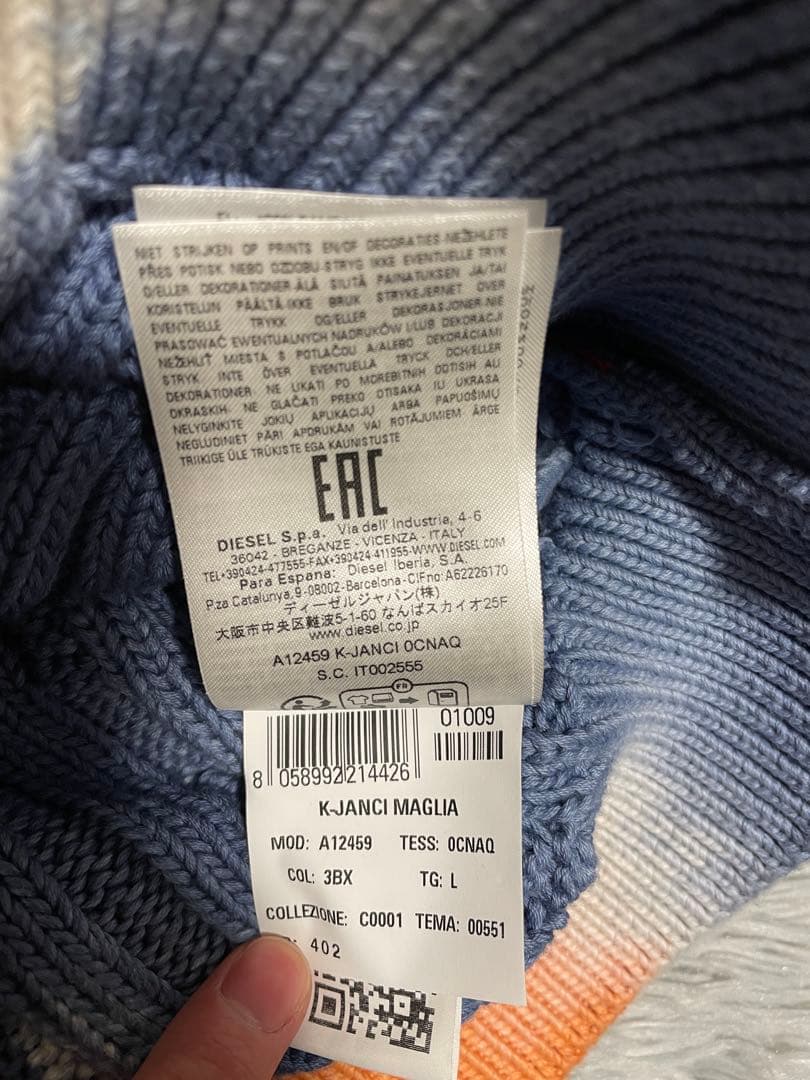 NIET STRIJKEN OP PRINTS EN/OF DECORATIES-NEŽEHLETE
PŘES POTISK NEBO OZDOBU-STRYG IKKE EVENTUELLE TRYK
O/ELLER DEKORATIONER-ÄLÄ SILITÄ PAINATUKSEN JA/TAI
KORISTELUN PÄÄLTÄ-IKKE BRUK STRYKEJERNET OVER
EVENTUELLE TRYKK OG/ELLER DEKORASJONER-NIE
PRASOWAĆ EWENTUALNYCH NADRUKÓW I/LUB DEKORACJI
NEŽEHLIŤ MIESTA S POTLAČOU A/ALEBO DEKORÁCIAMI
STRYK INTE ÖVER EVENTUELLA TRYCK OCH/ELLER
DEKORATIONER NE LIKATI PO MOREBITNIH POTISIH ALI
OKRASKIH- NE GLAČATI PREKO OTISAKA ILI UKRASA
NELYGINKITE JOKIŲ APLIKACIJŲ ARBA PAPUOŠIMŲ
NEGLUDINIET PĀRI APDRUKĀM VAI ROTĀJUMIEM ÄRGE
TRIIKIGE ÜLE TRÜKISTE EGA KAUNISTUSTE
EAC
DIESEL S.p.a. Via dell' Industria, 4-6
36042 - BREGANZE - VICENZA - ITALY
TEL+390424-477555-FAX+390424-411955-WWW.DIESEL.COM
Para Espana: Diesel Iberia, S.A.
P.za Catalunya,9-08002-Barcelona-CIFno:A62226170
ディーゼルジャパン(株)
大阪市中央区難波5-1-60 なんばスカイオ25F
www.diesel.co.jp
A12459 K-JANCI 0CNAQ
S.C. IT002555
FR
01009
8 058992 214426
K-JANCI MAGLIA
MOD: A12459 TESS: 0CNAQ
COL: 3BX TG: L
COLLEZIONE: C0001 TEMA: 00551
402